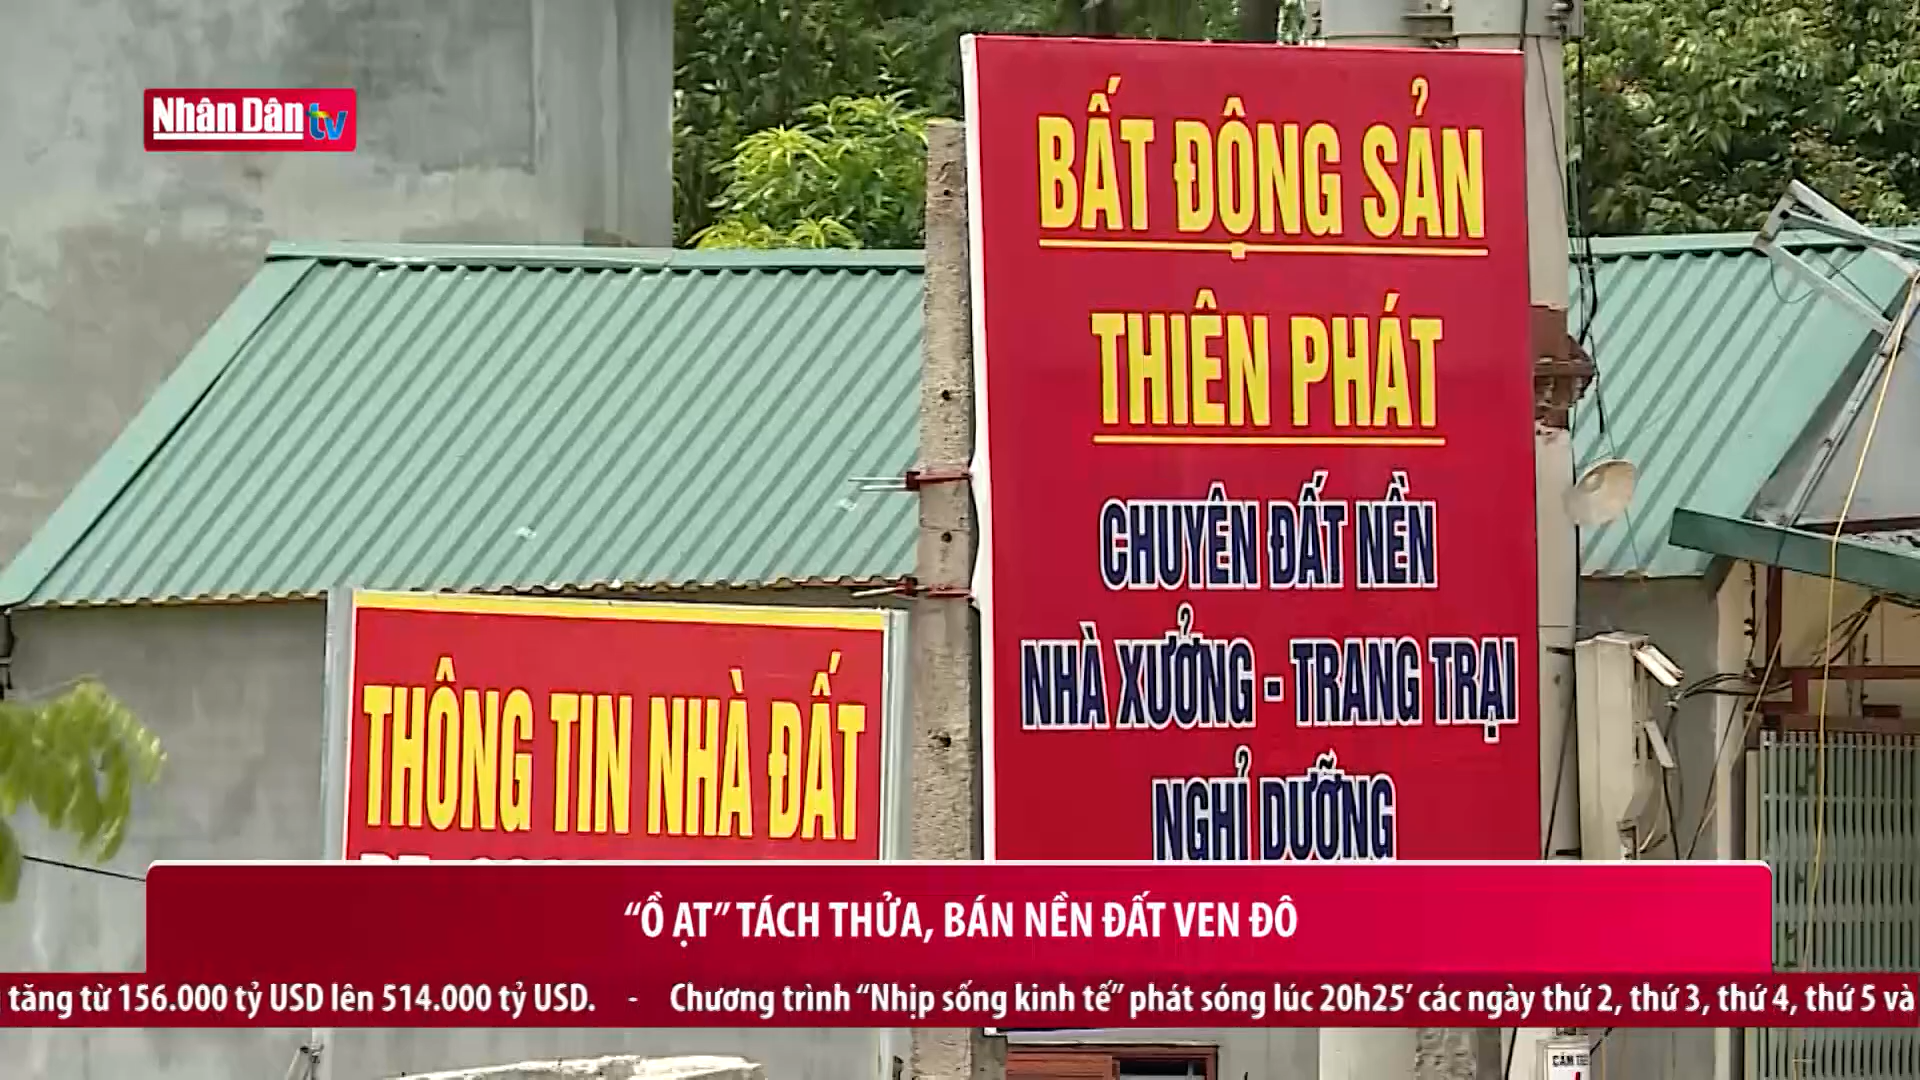 Nhân Dân tv
BẤT ĐỘNG SẢN
THIÊN PHÁT
CHUYÊN ĐẤT NỀN
NHÀ XƯỞNG - TRANG TRẠI
NGHỈ DƯỠNG
THÔNG TIN NHÀ ĐẤT
“Ồ ẠT” TÁCH THỬA, BÁN NỀN ĐẤT VEN ĐÔ
tăng từ 156.000 tỷ USD lên 514.000 tỷ USD. - Chương trình “Nhịp sống kinh tế” phát sóng lúc 20h25’ các ngày thứ 2, thứ 3, thứ 4, thứ 5 và